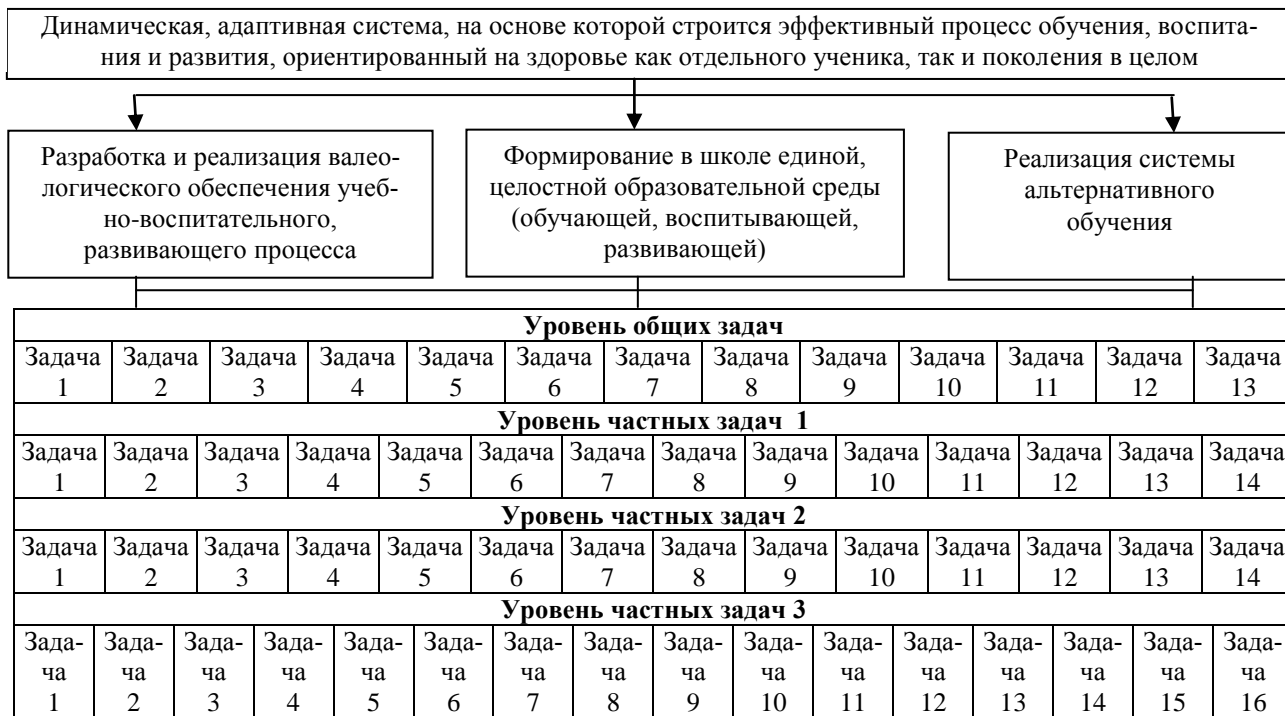 Динамическая, адаптивная система, на основе которой строится эффективный процесс обучения, воспита-
ния и развития, ориентированный на здоровье как отдельного ученика, так и поколения в целом
Разработка и реализация валео-
логического обеспечения учеб-
но-воспитательного,
развивающего процесса
Формирование в школе единой,
целостной образовательной среды
(обучающей, воспитывающей,
развивающей)
Реализация системы
альтернативного
обучения
Уровень общих задач
Задача Задача Задача Задача Задача Задача Задача Задача Задача Задача Задача Задача Задача
1 2 3 4 5 6 7 8 9 10 11 12 13
Уровень частных задач 1
Задача Задача Задача Задача Задача Задача Задача Задача Задача Задача Задача Задача Задача Задача
1 2 3 4 5 6 7 8 9 10 11 12 13 14
Уровень частных задач 2
Задача Задача Задача Задача Задача Задача Задача Задача Задача Задача Задача Задача Задача Задача
1 2 3 4 5 6 7 8 9 10 11 12 13 14
Уровень частных задач 3
Зада- Зада- Зада- Зада- Зада- Зада- Зада- Зада- Зада- Зада- Зада- Зада- Зада- Зада- Зада- Зада-
ча ча ча ча ча ча ча ча ча ча ча ча ча ча ча ча
1 2 3 4 5 6 7 8 9 10 11 12 13 14 15 16